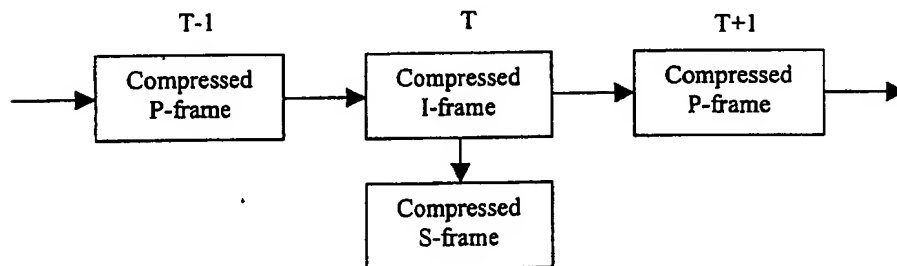 T-1
T
T+1
Compressed
P-frame
Compressed
I-frame
Compressed
P-frame
Compressed
S-frame